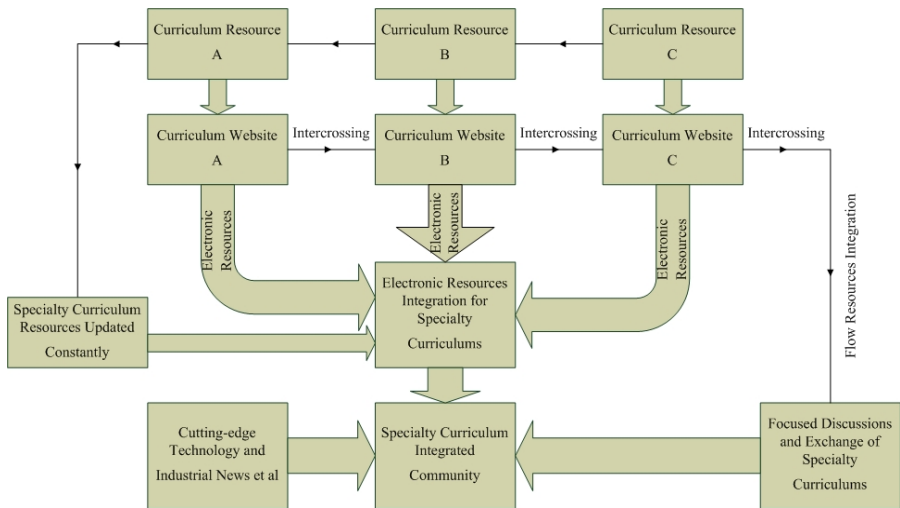 Curriculum Resource
A
Curriculum Resource
B
Curriculum Resource
C
Curriculum Website
A
Intercrossing
Curriculum Website
B
Intercrossing
Curriculum Website
C
Intercrossing
Electronic
Resources
Electronic
Resources
Electronic
Resources
Flow Resources Integration
Specialty Curriculum
Resources Updated
Constantly
Electronic Resources
Integration for
Specialty
Curriculums
Cutting-edge
Technology and
Industrial News et al
Specialty Curriculum
Integrated
Community
Focused Discussions
and Exchange of
Specialty
Curriculums